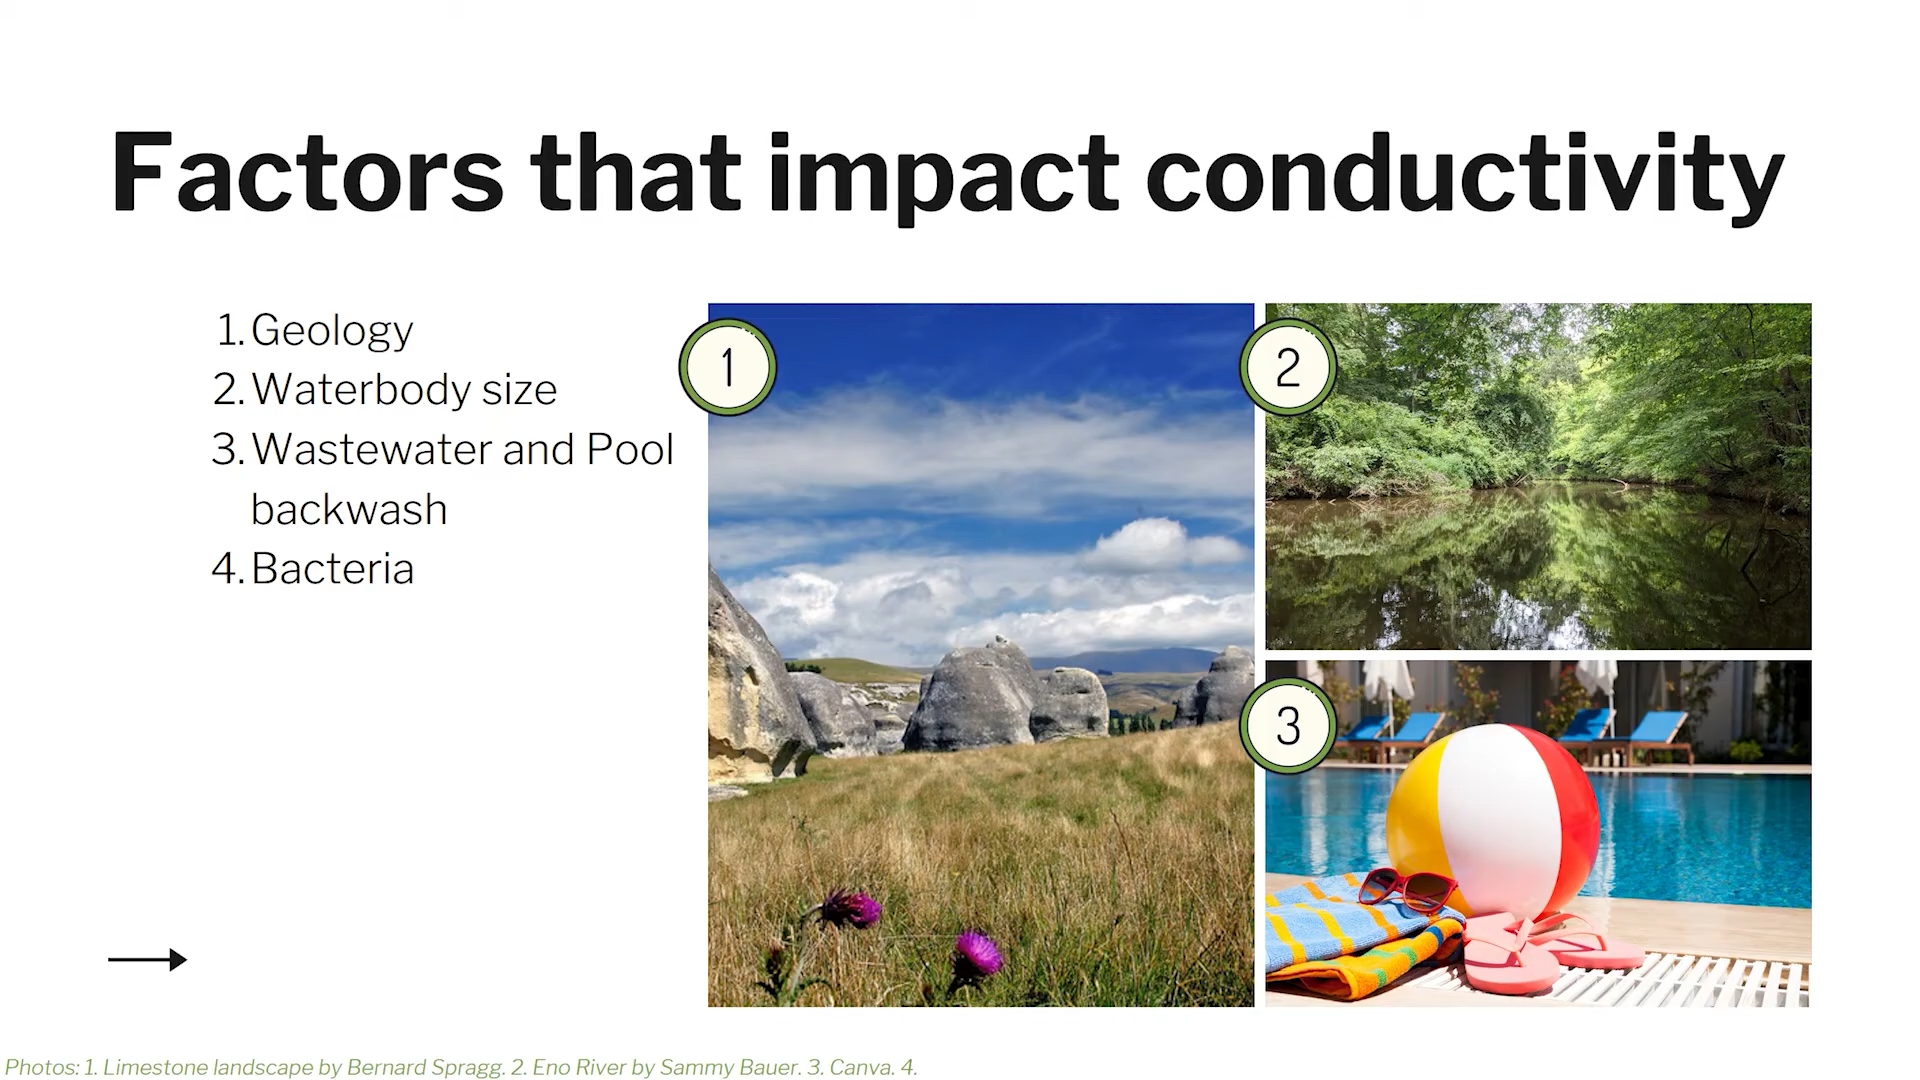 Factors that impact conductivity
1. Geology
2. Waterbody size
3. Wastewater and Pool
backwash
4. Bacteria
1
2
3
Photos: 1. Limestone landscape by Bernard Spragg. 2. Eno River by Sammy Bauer. 3. Canva. 4.